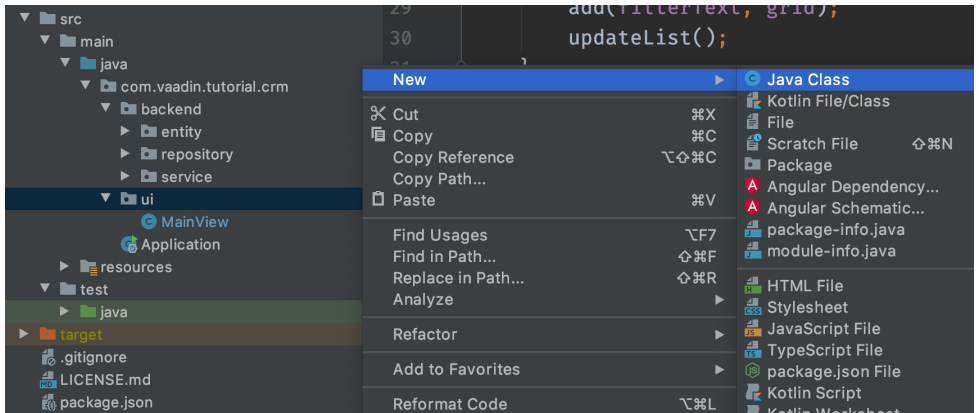 src
main
java
com.vaadin.tutorial.crm
backend
entity
repository
service
ui
MainView
Application
resources
test
java
target
.gitignore
LICENSE.md
package.json
29 add(filterText, grid);
30 updateList();
31 }
New
Cut ⌘X
Copy ⌘C
Copy Reference ⌥⇧⌘C
Copy Path...
Paste ⌘V
Find Usages ⌥F7
Find in Path... ⇧⌘F
Replace in Path... ⇧⌘R
Analyze
Refactor
Add to Favorites
Reformat Code ⌥⌘L
Java Class
Kotlin File/Class
File
Scratch File ⇧⌘N
Package
Angular Dependency...
Angular Schematic...
package-info.java
module-info.java
HTML File
Stylesheet
JavaScript File
TypeScript File
package.json File
Kotlin Script
Kotlin Worksheet